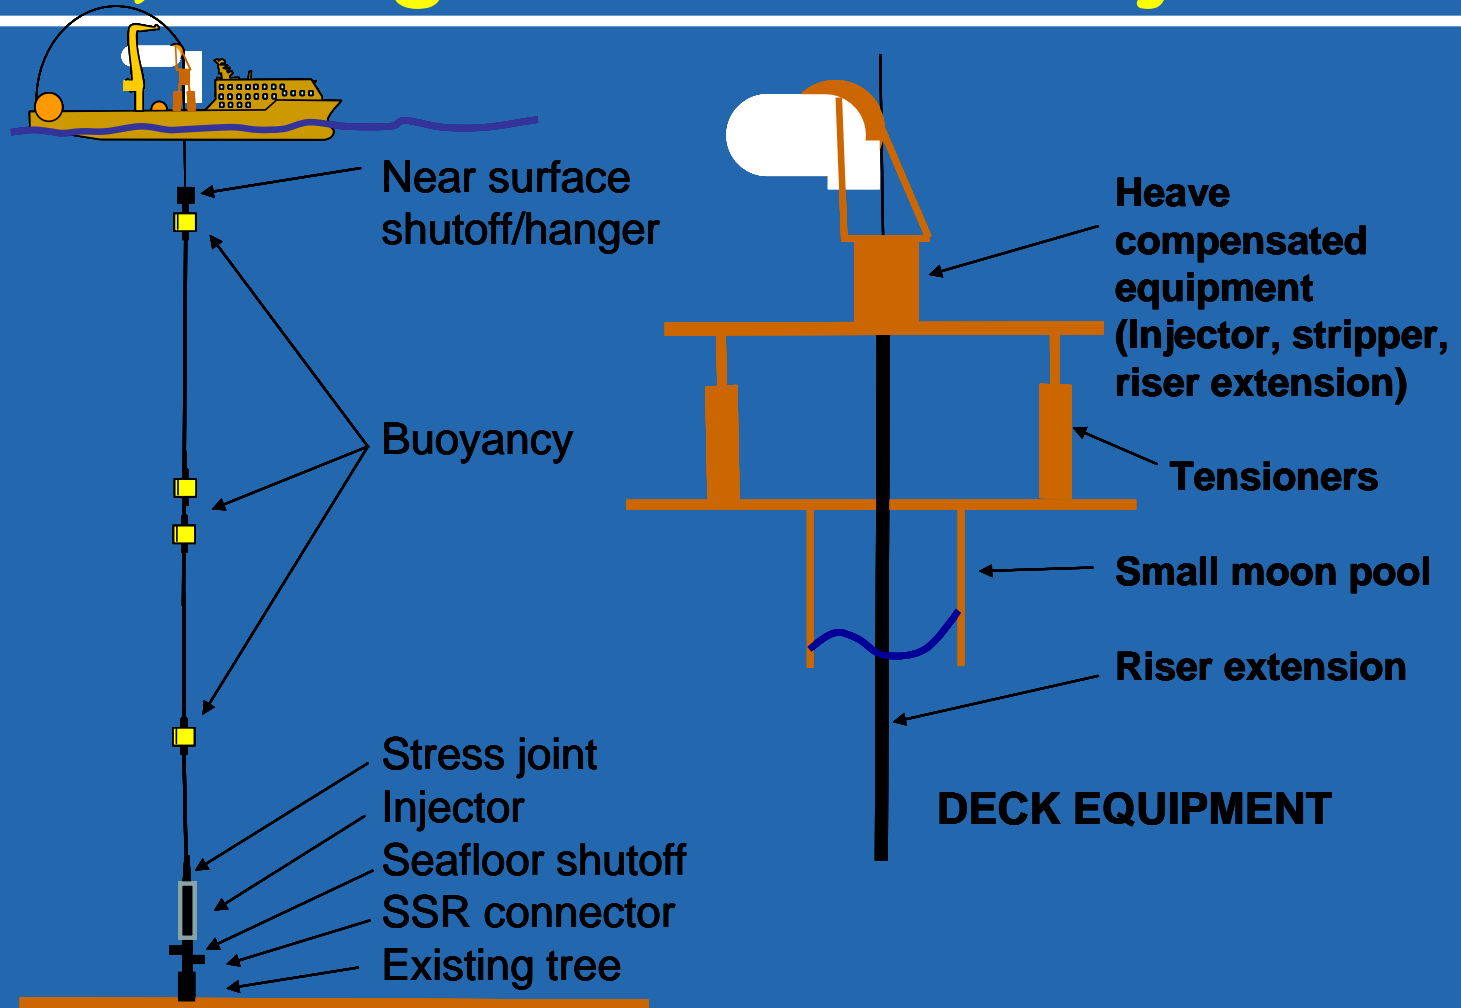 Near surface
shutoff/hanger
Buoyancy
Stress joint
Injector
Seafloor shutoff
SSR connector
Existing tree
Heave
compensated
equipment
(Injector, stripper,
riser extension)
Tensioners
Small moon pool
Riser extension
DECK EQUIPMENT